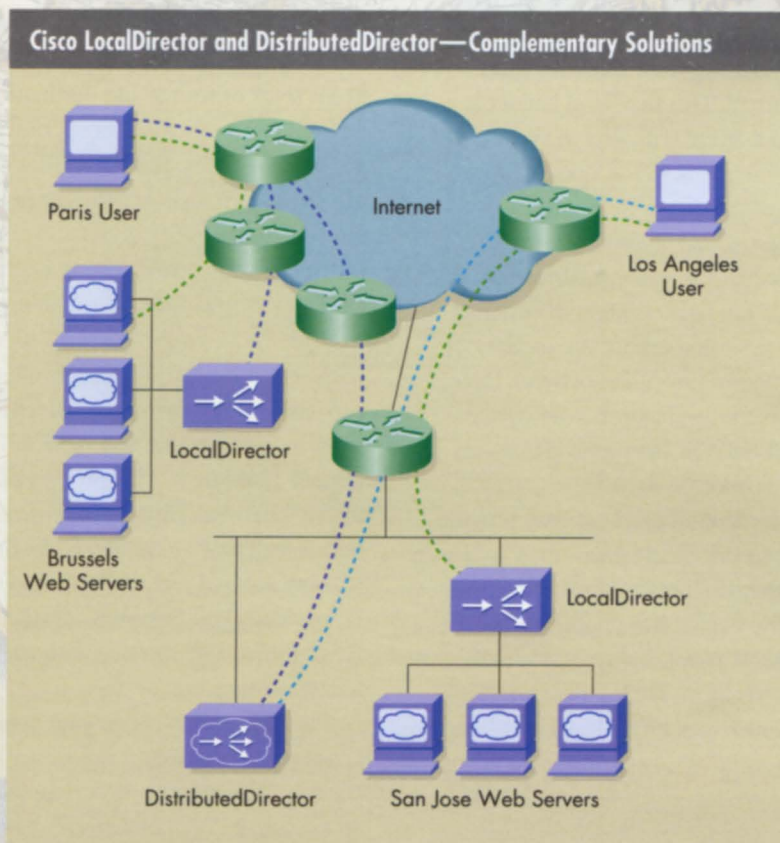 Cisco LocalDirector and DistributedDirector—Complementary Solutions
Paris User
Internet
Los Angeles
User
LocalDirector
Brussels
Web Servers
LocalDirector
DistributedDirector
San Jose Web Servers